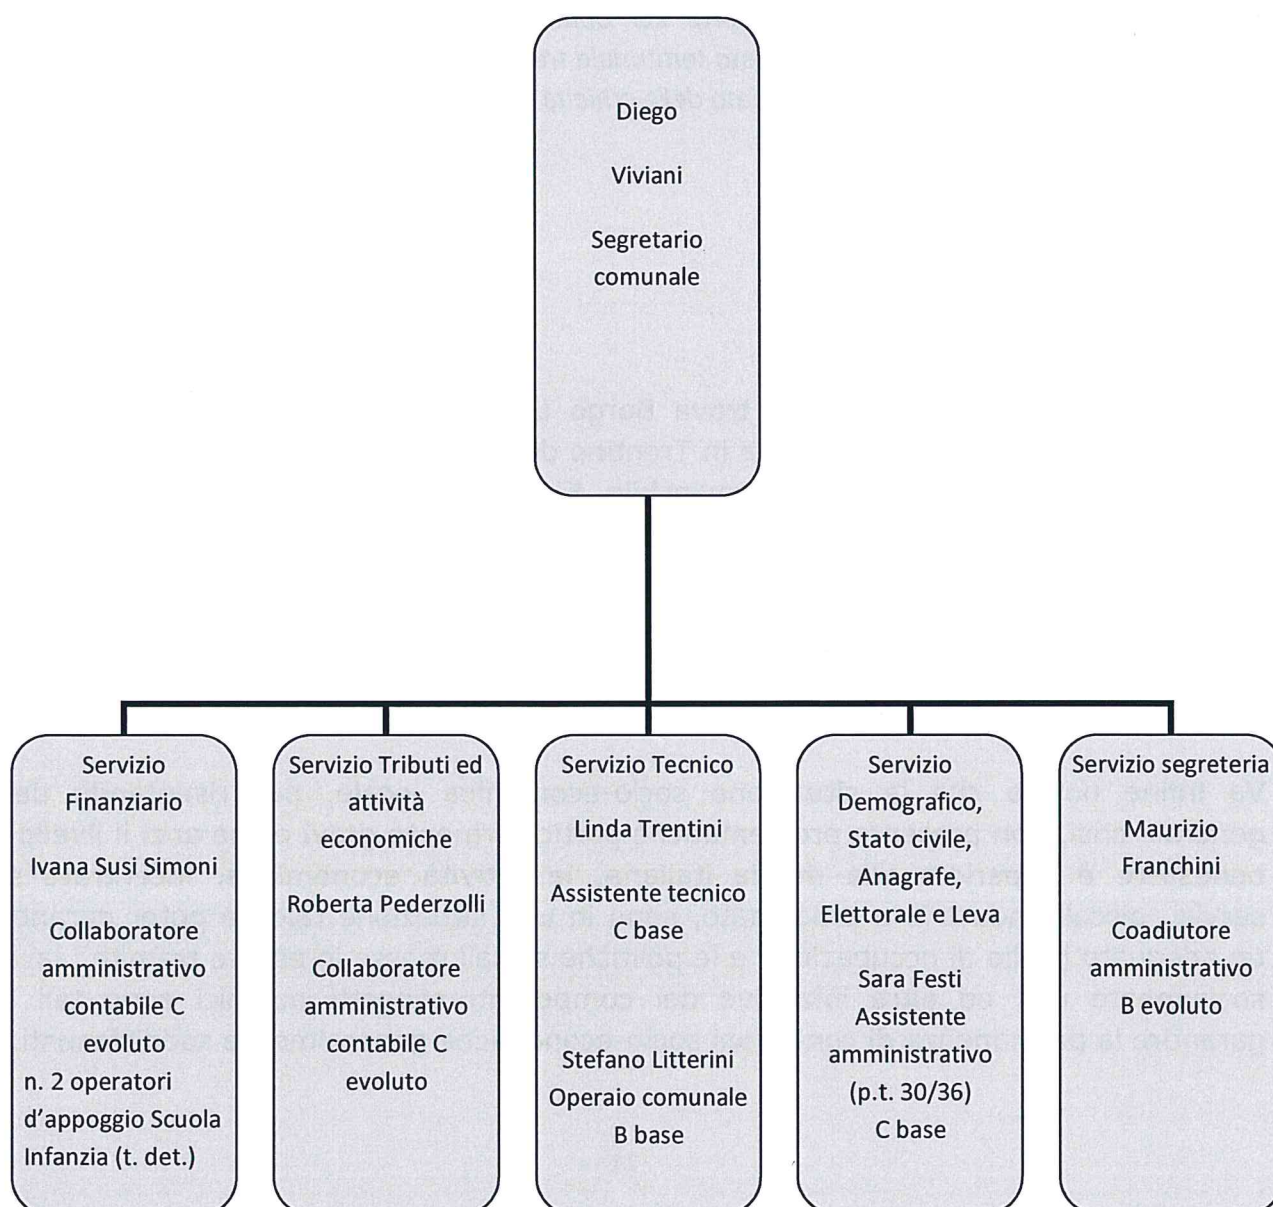 Diego
Viviani
Segretario
comunale
Servizio
Finanziario
Ivana Susi Simoni
Collaboratore
amministrativo
contabile C
evoluto
n. 2 operatori
d’appoggio Scuola
Infanzia (t. det.)
Servizio Tributi ed
attività
economiche
Roberta Pederzolli
Collaboratore
amministrativo
contabile C
evoluto
Servizio Tecnico
Linda Trentini
Assistente tecnico
C base
Stefano Litterini
Operaio comunale
B base
Servizio
Demografico,
Stato civile,
Anagrafe,
Elettorale e Leva
Sara Festi
Assistente
amministrativo
(p.t. 30/36)
C base
Servizio segreteria
Maurizio
Franchini
Coadiutore
amministrativo
B evoluto